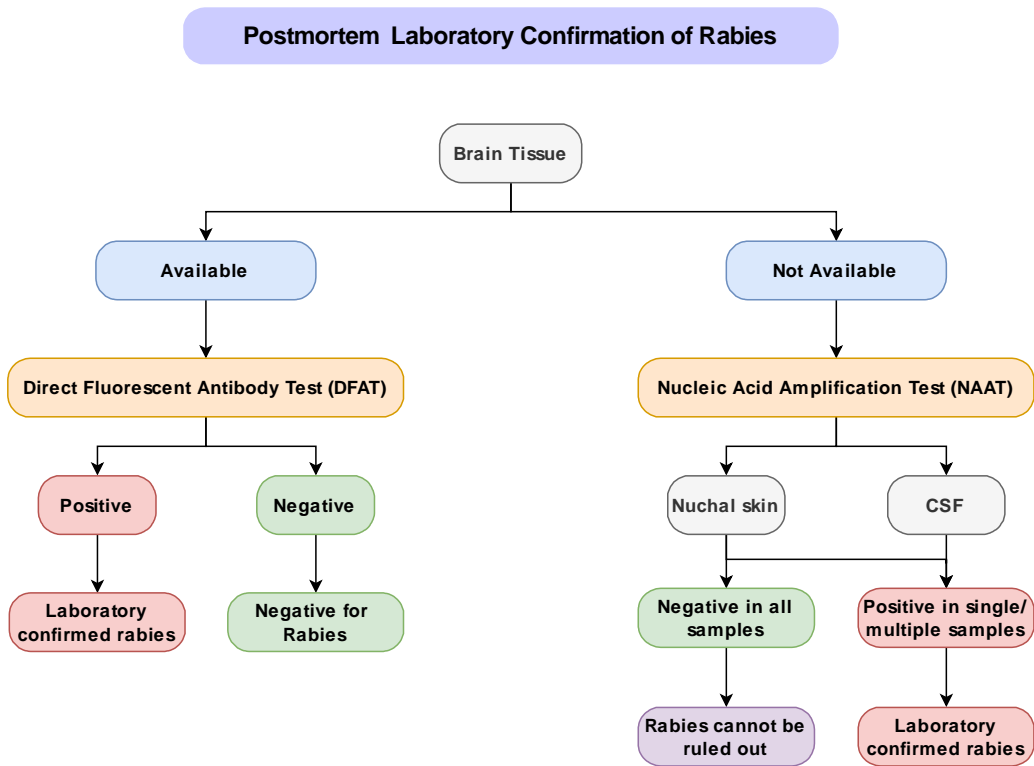 Postmortem Laboratory Confirmation of Rabies
Brain Tissue
Available
Not Available
Direct Fluorescent Antibody Test (DFAT)
Nucleic Acid Amplification Test (NAAT)
Positive
Negative
Nuchal skin
CSF
Laboratory
confirmed rabies
Negative for
Rabies
Negative in all
samples
Positive in single/
multiple samples
Rabies cannot be
ruled out
Laboratory
confirmed rabies